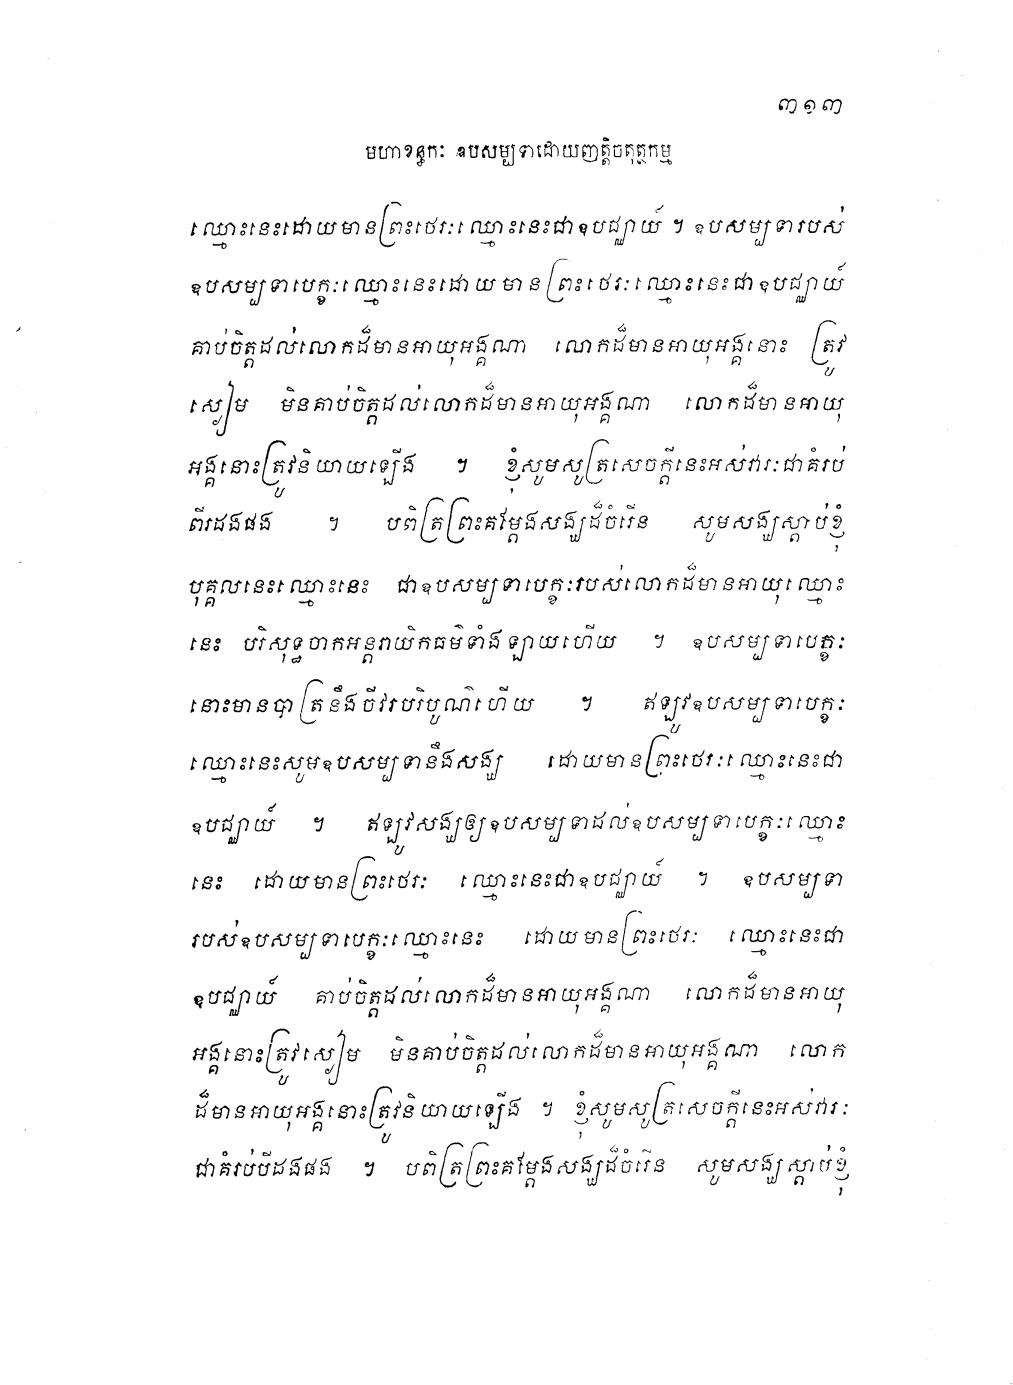 ៣១៣
មហាខន្ធកៈ ឧបសម្បទាដោយញត្តិចតុត្ថកម្ម
ឈ្មោះនេះដោយមានព្រះថេរៈឈ្មោះនេះជាឧបជ្ឈាយ៍ ។ ឧបសម្បទារបស់
ឧបសម្បទាបេក្ខៈឈ្មោះនេះដោយមានព្រះថេរៈឈ្មោះនេះជាឧបជ្ឈាយ៍
គាប់ចិត្តដល់លោកដ៏មានអាយុអង្គណា លោកដ៏មានអាយុអង្គនោះ ត្រូវ
ស្ងៀម មិនគាប់ចិត្តដល់លោកដ៏មានអាយុអង្គណា លោកដ៏មានអាយុ
អង្គនោះត្រូវនិយាយឡើង ។ ខ្ញុំសូមសូត្រសេចក្តីនេះអស់វារៈជាគំរប់
ពីរដងផង ។ បពិត្រព្រះគម្តែងសង្ឃដ៏ចំរើន សូមសង្ឃស្តាប់ខ្ញុំ
បុគ្គលនេះឈ្មោះនេះ ជាឧបសម្បទាបេក្ខៈរបស់លោកដ៏មានអាយុឈ្មោះ
នេះ បរិសុទ្ធចាកអន្តរាយិកធម៌ទាំងឡាយហើយ ។ ឧបសម្បទាបេក្ខៈ
នោះមានបាត្រនឹងចីវរបរិបូណ៌ហើយ ។ ឥឡូវឧបសម្បទាបេក្ខៈ
ឈ្មោះនេះសូមឧបសម្បទានឹងសង្ឃ ដោយមានព្រះថេរៈឈ្មោះនេះជា
ឧបជ្ឈាយ៍ ។ ឥឡូវសង្ឃឲ្យឧបសម្បទាដល់ឧបសម្បទាបេក្ខៈឈ្មោះ
នេះ ដោយមានព្រះថេរៈ ឈ្មោះនេះជាឧបជ្ឈាយ៍ ។ ឧបសម្បទា
របស់ឧបសម្បទាបេក្ខៈឈ្មោះនេះ ដោយមានព្រះថេរៈ ឈ្មោះនេះជា
ឧបជ្ឈាយ៍ គាប់ចិត្តដល់លោកដ៏មានអាយុអង្គណា លោកដ៏មានអាយុ
អង្គនោះត្រូវស្ងៀម មិនគាប់ចិត្តដល់លោកដ៏មានអាយុអង្គណា លោក
ដ៏មានអាយុអង្គនោះត្រូវនិយាយឡើង ។ ខ្ញុំសូមសូត្រសេចក្តីនេះអស់វារៈ
ជាគំរប់បីដងផង ។ បពិត្រព្រះគម្តែងសង្ឃដ៏ចំរើន សូមសង្ឃស្តាប់ខ្ញុំ